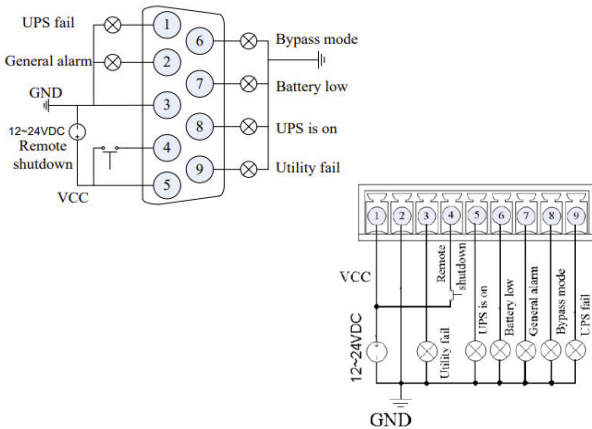 UPS fail
1
6
Bypass mode
General alarm
2
7
Battery low
GND
3
12~24VDC
8
UPS is on
Remote
shutdown
4
9
Utility fail
VCC
5
1 2 3 4 5 6 7 8 9
VCC
Remote
shutdown
12~24VDC
Utility fail
UPS is on
Battery low
General alarm
Bypass mode
UPS fail
GND